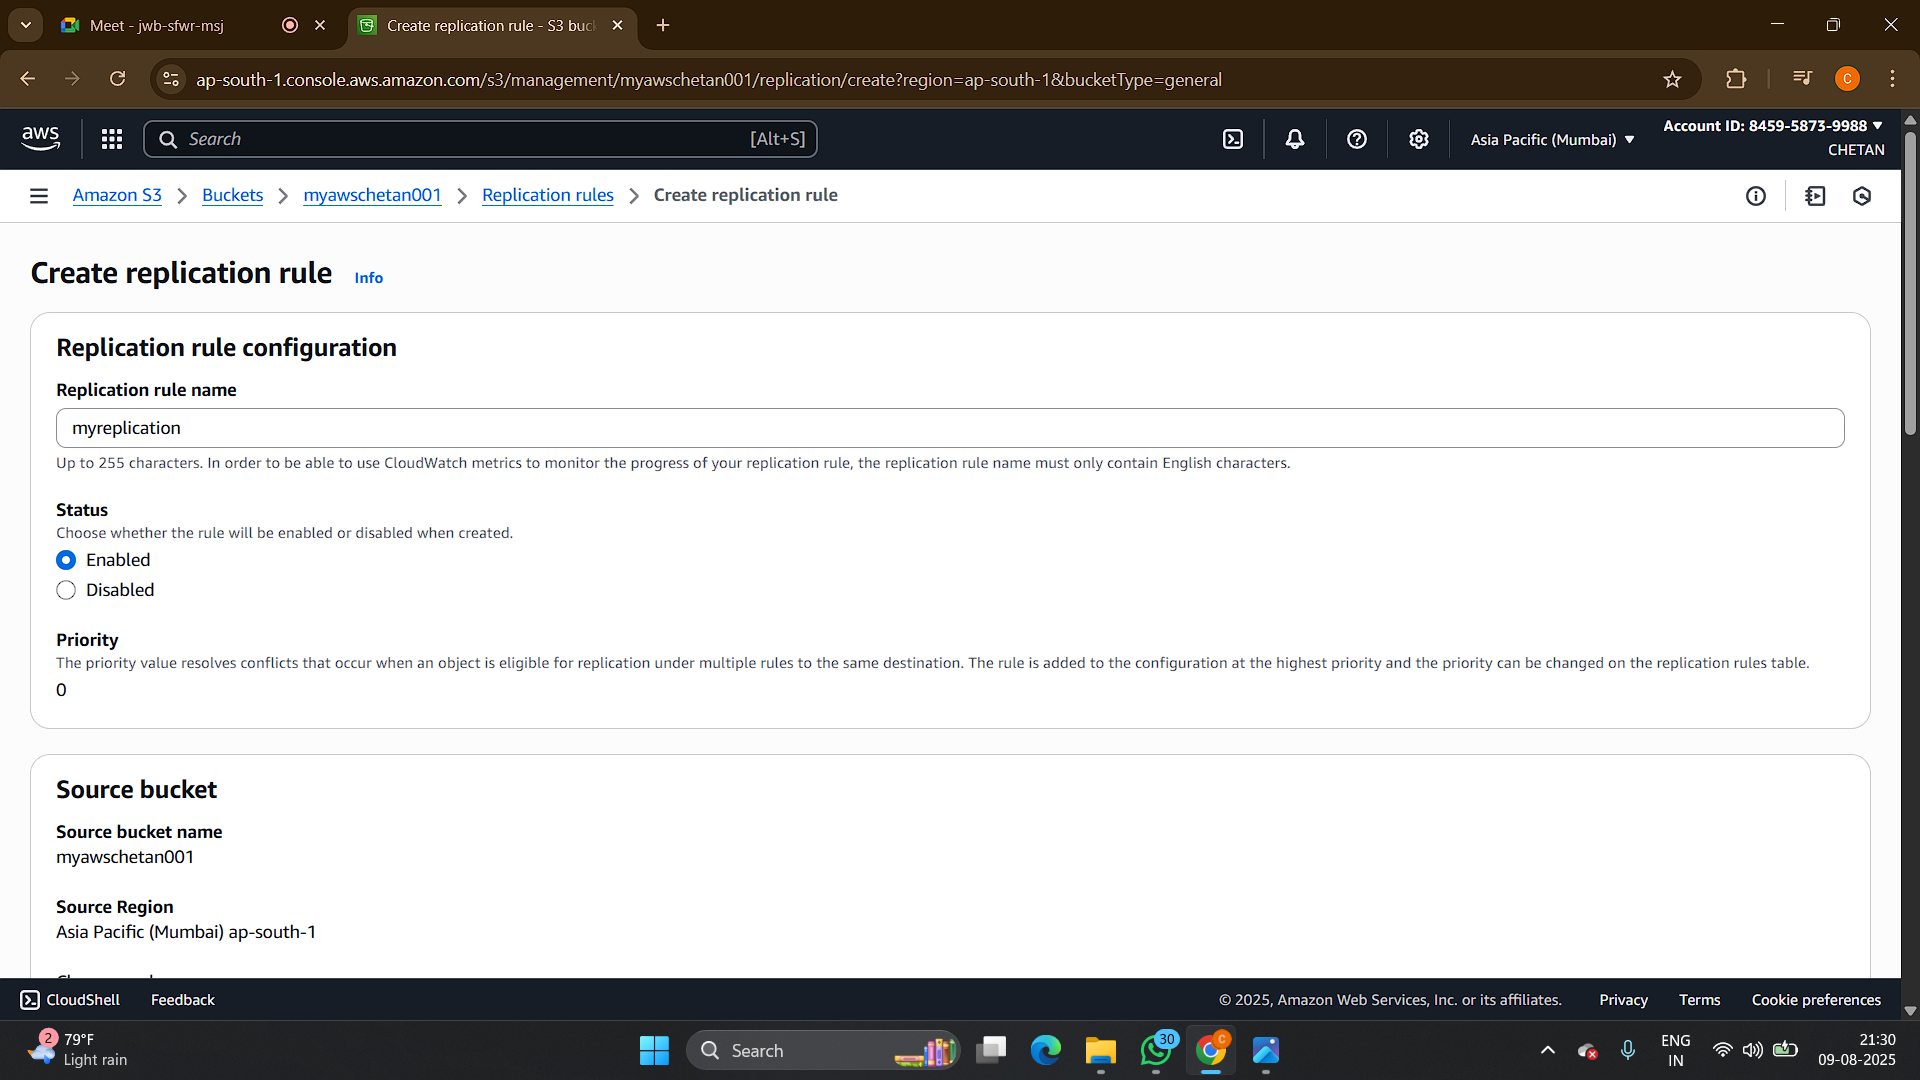 Meet - jwb-sfwr-msj
Create replication rule - S3 buc
ap-south-1.console.aws.amazon.com/s3/management/myawschetan001/replication/create?region=ap-south-1&bucketType=general
C
aws
Search
[Alt+S]
Asia Pacific (Mumbai)
Account ID: 8459-5873-9988
CHETAN
Amazon S3
Buckets
myawschetan001
Replication rules
Create replication rule
Create replication rule
Info
Replication rule configuration
Replication rule name
myreplication
Up to 255 characters. In order to be able to use CloudWatch metrics to monitor the progress of your replication rule, the replication rule name must only contain English characters.
Status
Choose whether the rule will be enabled or disabled when created.
Enabled
Disabled
Priority
The priority value resolves conflicts that occur when an object is eligible for replication under multiple rules to the same destination. The rule is added to the configuration at the highest priority and the priority can be changed on the replication rules table.
0
Source bucket
Source bucket name
myawschetan001
Source Region
Asia Pacific (Mumbai) ap-south-1
CloudShell
Feedback
© 2025, Amazon Web Services, Inc. or its affiliates.
Privacy
Terms
Cookie preferences
2
79°F
Light rain
Search
30
C
ENG
IN
21:30
09-08-2025